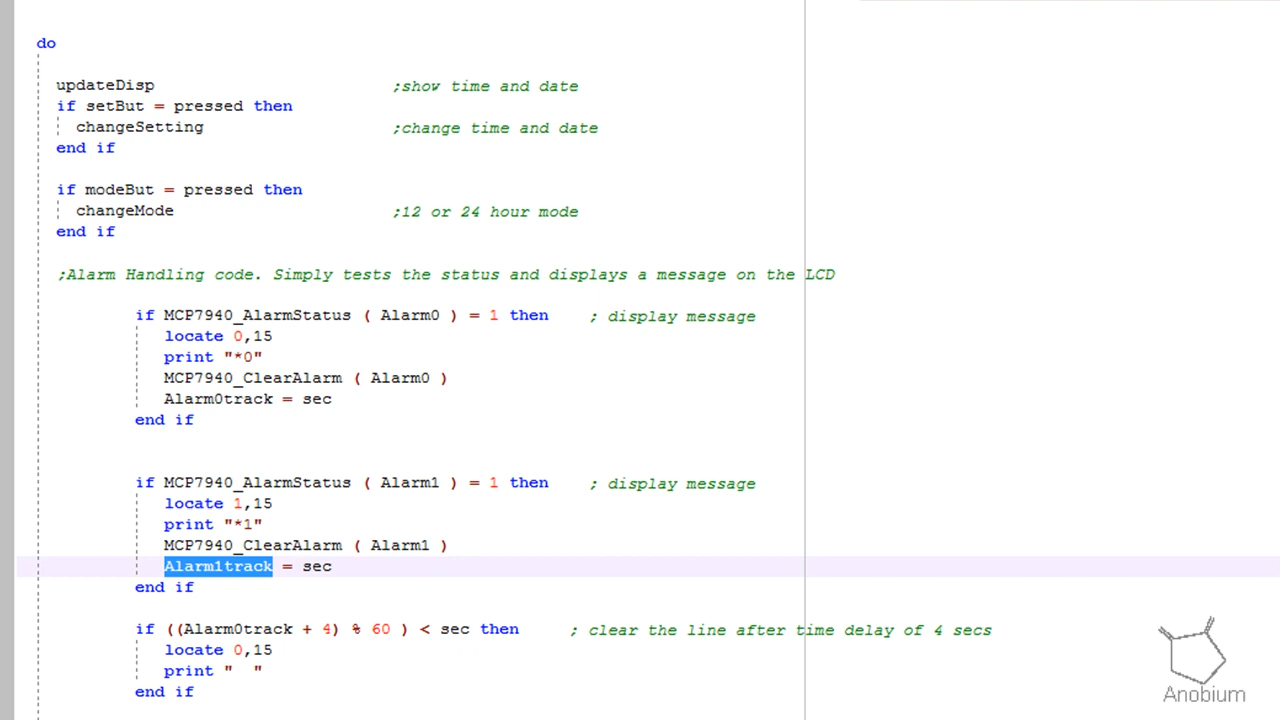 do
updateDisp ;show time and date
if setBut = pressed then
changeSetting ;change time and date
end if
if modeBut = pressed then
changeMode ;12 or 24 hour mode
end if
;Alarm Handling code. Simply tests the status and displays a message on the LCD
if MCP7940_AlarmStatus ( Alarm0 ) = 1 then ; display message
locate 0,15
print "*0"
MCP7940_ClearAlarm ( Alarm0 )
Alarm0track = sec
end if
if MCP7940_AlarmStatus ( Alarm1 ) = 1 then ; display message
locate 1,15
print "*1"
MCP7940_ClearAlarm ( Alarm1 )
Alarm1track = sec
end if
if ((Alarm0track + 4) % 60 ) < sec then ; clear the line after time delay of 4 secs
locate 0,15
print "  "
end if
Anobium